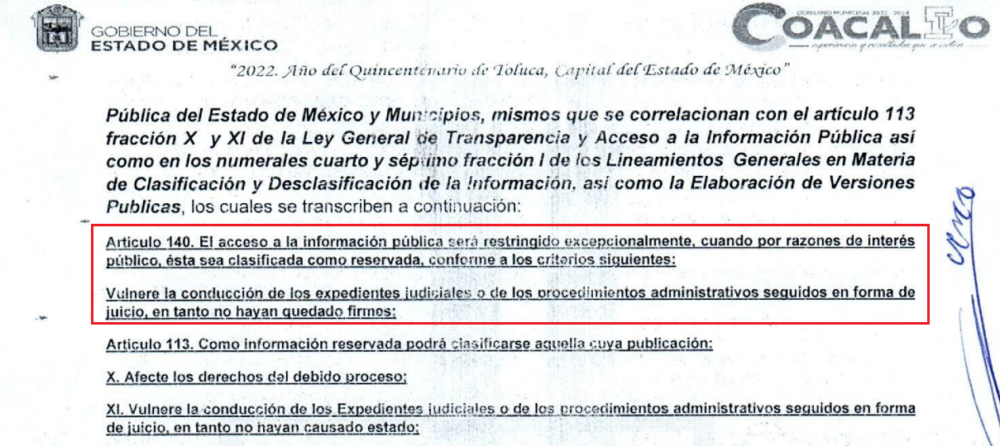 GOBIERNO DEL
ESTADO DE MÉXICO
GOBIERNO MUNICIPAL 2022 - 2024
COACALCO
experiencia y resultados que se notan
"2022. Año del Quincentenario de Toluca, Capital del Estado de México"
Pública del Estado de México y Municipios, mismos que se correlacionan con el artículo 113
fracción X y XI de la Ley General de Transparencia y Acceso a la Información Pública así
como en los numerales cuarto y séptimo fracción I de los Lineamientos Generales en Materia
de Clasificación y Desclasificación de la Información, así como la Elaboración de Versiones
Publicas, los cuales se transcriben a continuación:
Articulo 140. El acceso a la información pública será restringido excepcionalmente, cuando por razones de interés
público, ésta sea clasificada como reservada, conforme a los criterios siguientes:
Vulnere la conducción de los expedientes judiciales o de los procedimientos administrativos seguidos en forma de
juicio, en tanto no hayan quedado firmes;
Articulo 113. Como información reservada podrá clasificarse aquella cuya publicación:
X. Afecte los derechos del debido proceso;
XI. Vulnere la conducción de los Expedientes judiciales o de los procedimientos administrativos seguidos en forma
de juicio, en tanto no hayan causado estado;